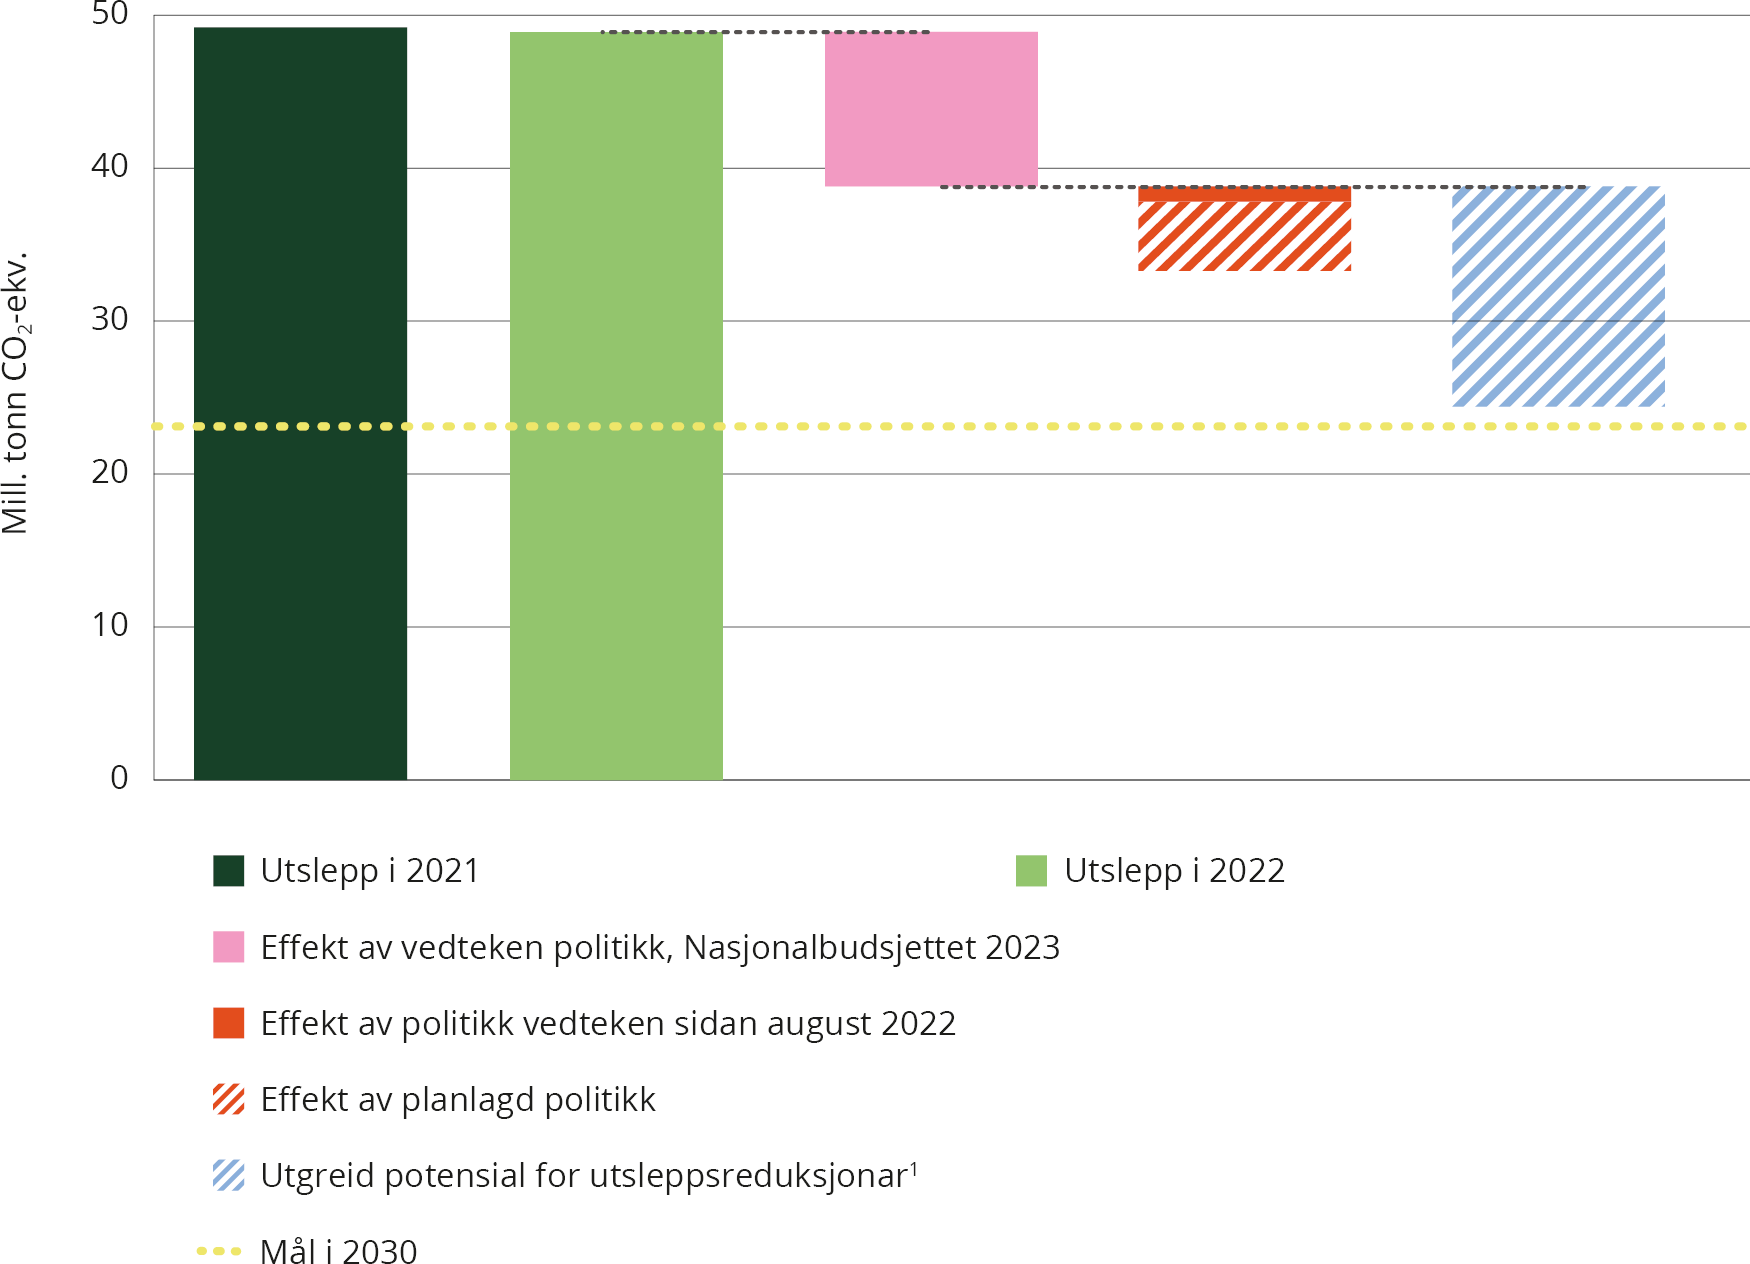 50
40
30
20
10
0
Mill. tonn CO₂-ekv.
Utslepp i 2021
Utslepp i 2022
Effekt av vedteken politikk, Nasjonalbudsjettet 2023
Effekt av politikk vedteken sidan august 2022
Effekt av planlagd politikk
Utgreid potensial for utsleppsreduksjonar¹
Mål i 2030